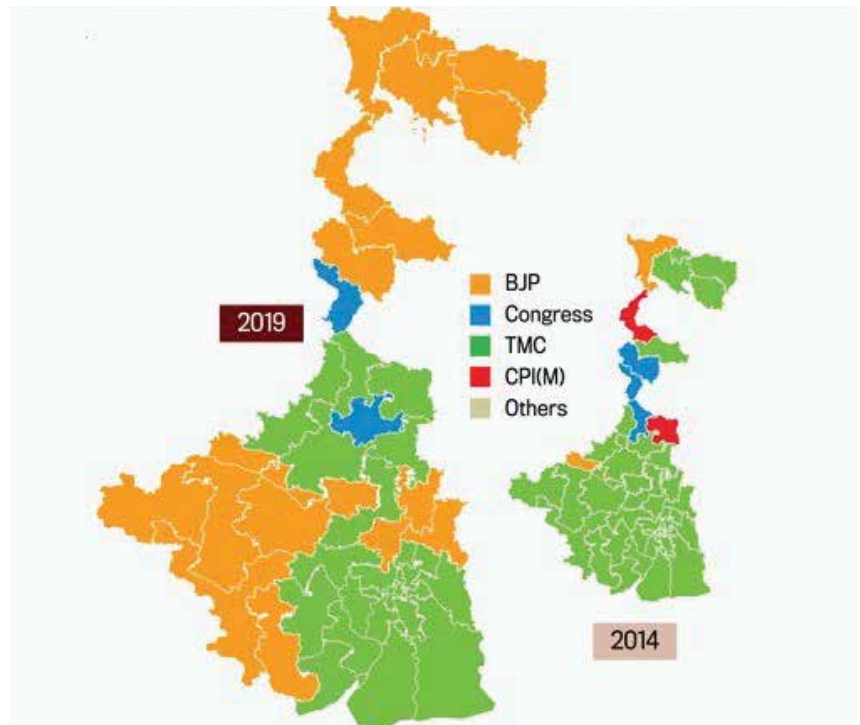 2019
BJP
Congress
TMC
CPI(M)
Others
2014